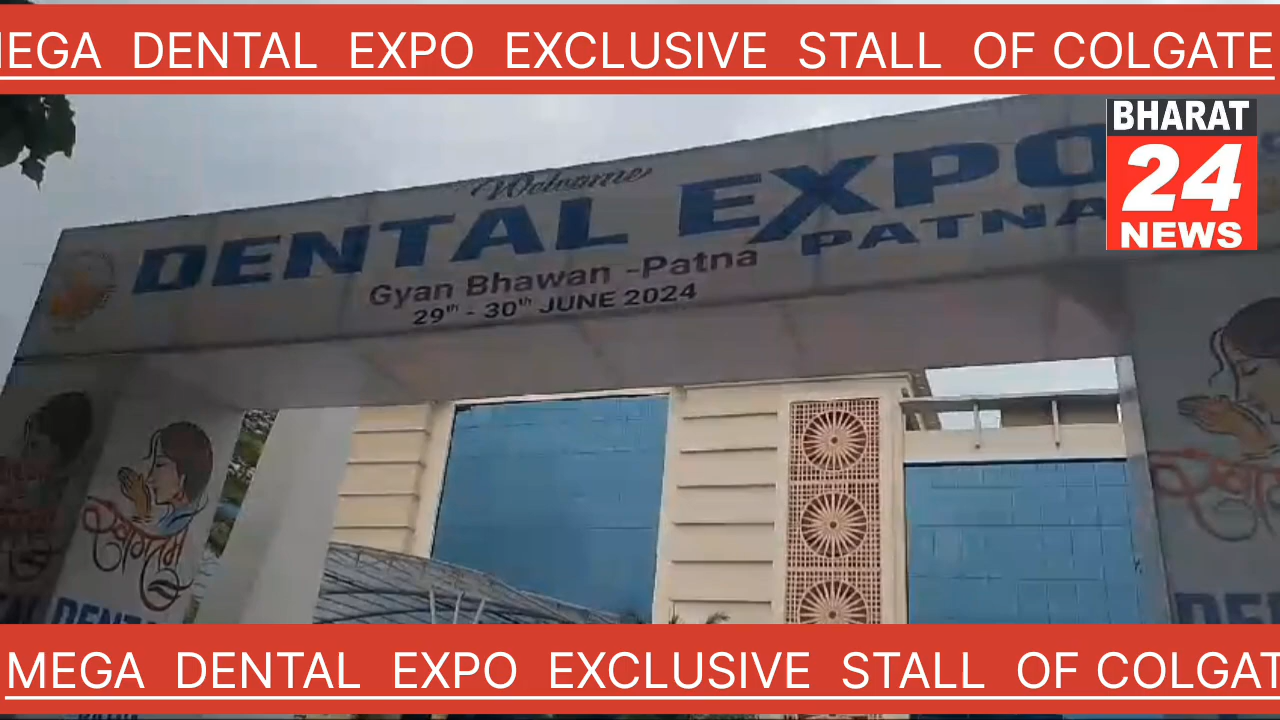 MEGA DENTAL EXPO EXCLUSIVE STALL OF COLGATE
BHARAT
24
NEWS
Welcome
DENTAL EXPO
PATNA
Gyan Bhawan -Patna
29th - 30th JUNE 2024
स्वागतम
MEGA DENTAL EXPO EXCLUSIVE STALL OF COLGAT